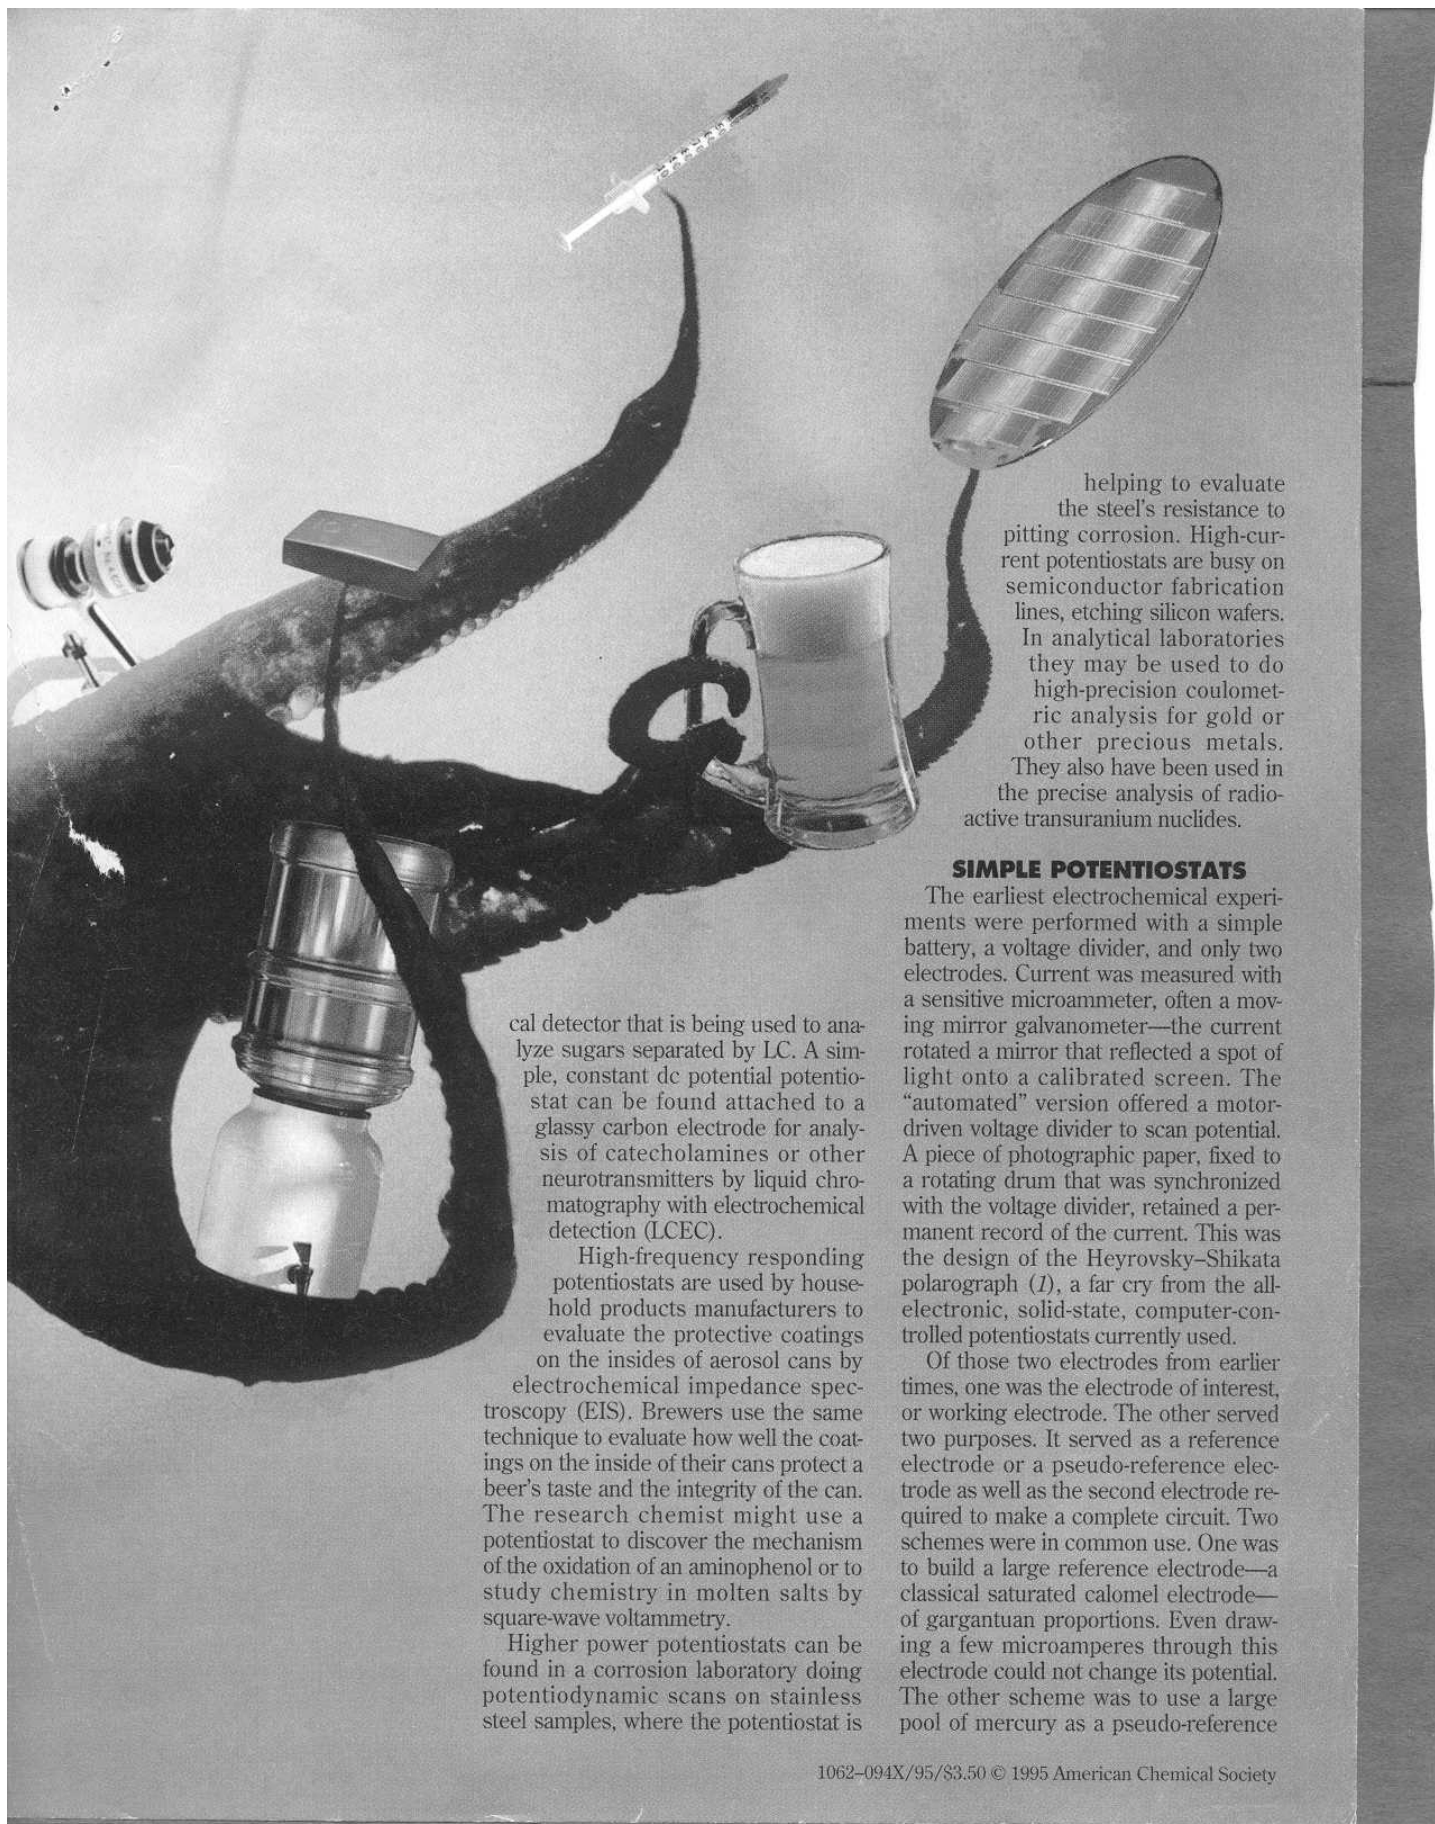 cal detector that is being used to ana-
lyze sugars separated by LC. A sim-
ple, constant dc potential potentio-
stat can be found attached to a
glassy carbon electrode for analy-
sis of catecholamines or other
neurotransmitters by liquid chro-
matography with electrochemical
detection (LCEC).
High-frequency responding
potentiostats are used by house-
hold products manufacturers to
evaluate the protective coatings
on the insides of aerosol cans by
electrochemical impedance spec-
troscopy (EIS). Brewers use the same
technique to evaluate how well the coat-
ings on the inside of their cans protect a
beer's taste and the integrity of the can.
The research chemist might use a
potentiostat to discover the mechanism
of the oxidation of an aminophenol or to
study chemistry in molten salts by
square-wave voltammetry.
Higher power potentiostats can be
found in a corrosion laboratory doing
potentiodynamic scans on stainless
steel samples, where the potentiostat is
helping to evaluate
the steel's resistance to
pitting corrosion. High-cur-
rent potentiostats are busy on
semiconductor fabrication
lines, etching silicon wafers.
In analytical laboratories
they may be used to do
high-precision coulomet-
ric analysis for gold or
other precious metals.
They also have been used in
the precise analysis of radio-
active transuranium nuclides.
SIMPLE POTENTIOSTATS
The earliest electrochemical experi-
ments were performed with a simple
battery, a voltage divider, and only two
electrodes. Current was measured with
a sensitive microammeter, often a mov-
ing mirror galvanometer—the current
rotated a mirror that reflected a spot of
light onto a calibrated screen. The
“automated” version offered a motor-
driven voltage divider to scan potential.
A piece of photographic paper, fixed to
a rotating drum that was synchronized
with the voltage divider, retained a per-
manent record of the current. This was
the design of the Heyrovsky–Shikata
polarograph (1), a far cry from the all-
electronic, solid-state, computer-con-
trolled potentiostats currently used.
Of those two electrodes from earlier
times, one was the electrode of interest,
or working electrode. The other served
two purposes. It served as a reference
electrode or a pseudo-reference elec-
trode as well as the second electrode re-
quired to make a complete circuit. Two
schemes were in common use. One was
to build a large reference electrode—a
classical saturated calomel electrode—
of gargantuan proportions. Even draw-
ing a few microamperes through this
electrode could not change its potential.
The other scheme was to use a large
pool of mercury as a pseudo-reference
1062–094X/95/$3.50 © 1995 American Chemical Society